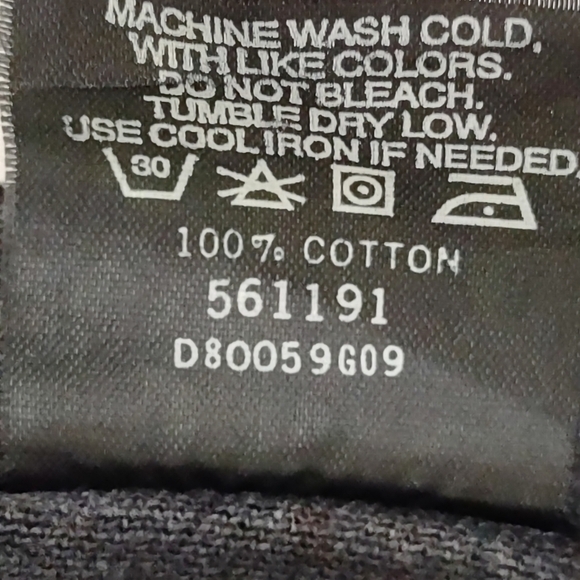 MACHINE WASH COLD,
WITH LIKE COLORS.
DO NOT BLEACH.
TUMBLE DRY LOW.
USE COOL IRON IF NEEDED
30
100% COTTON
561191
D80059G09